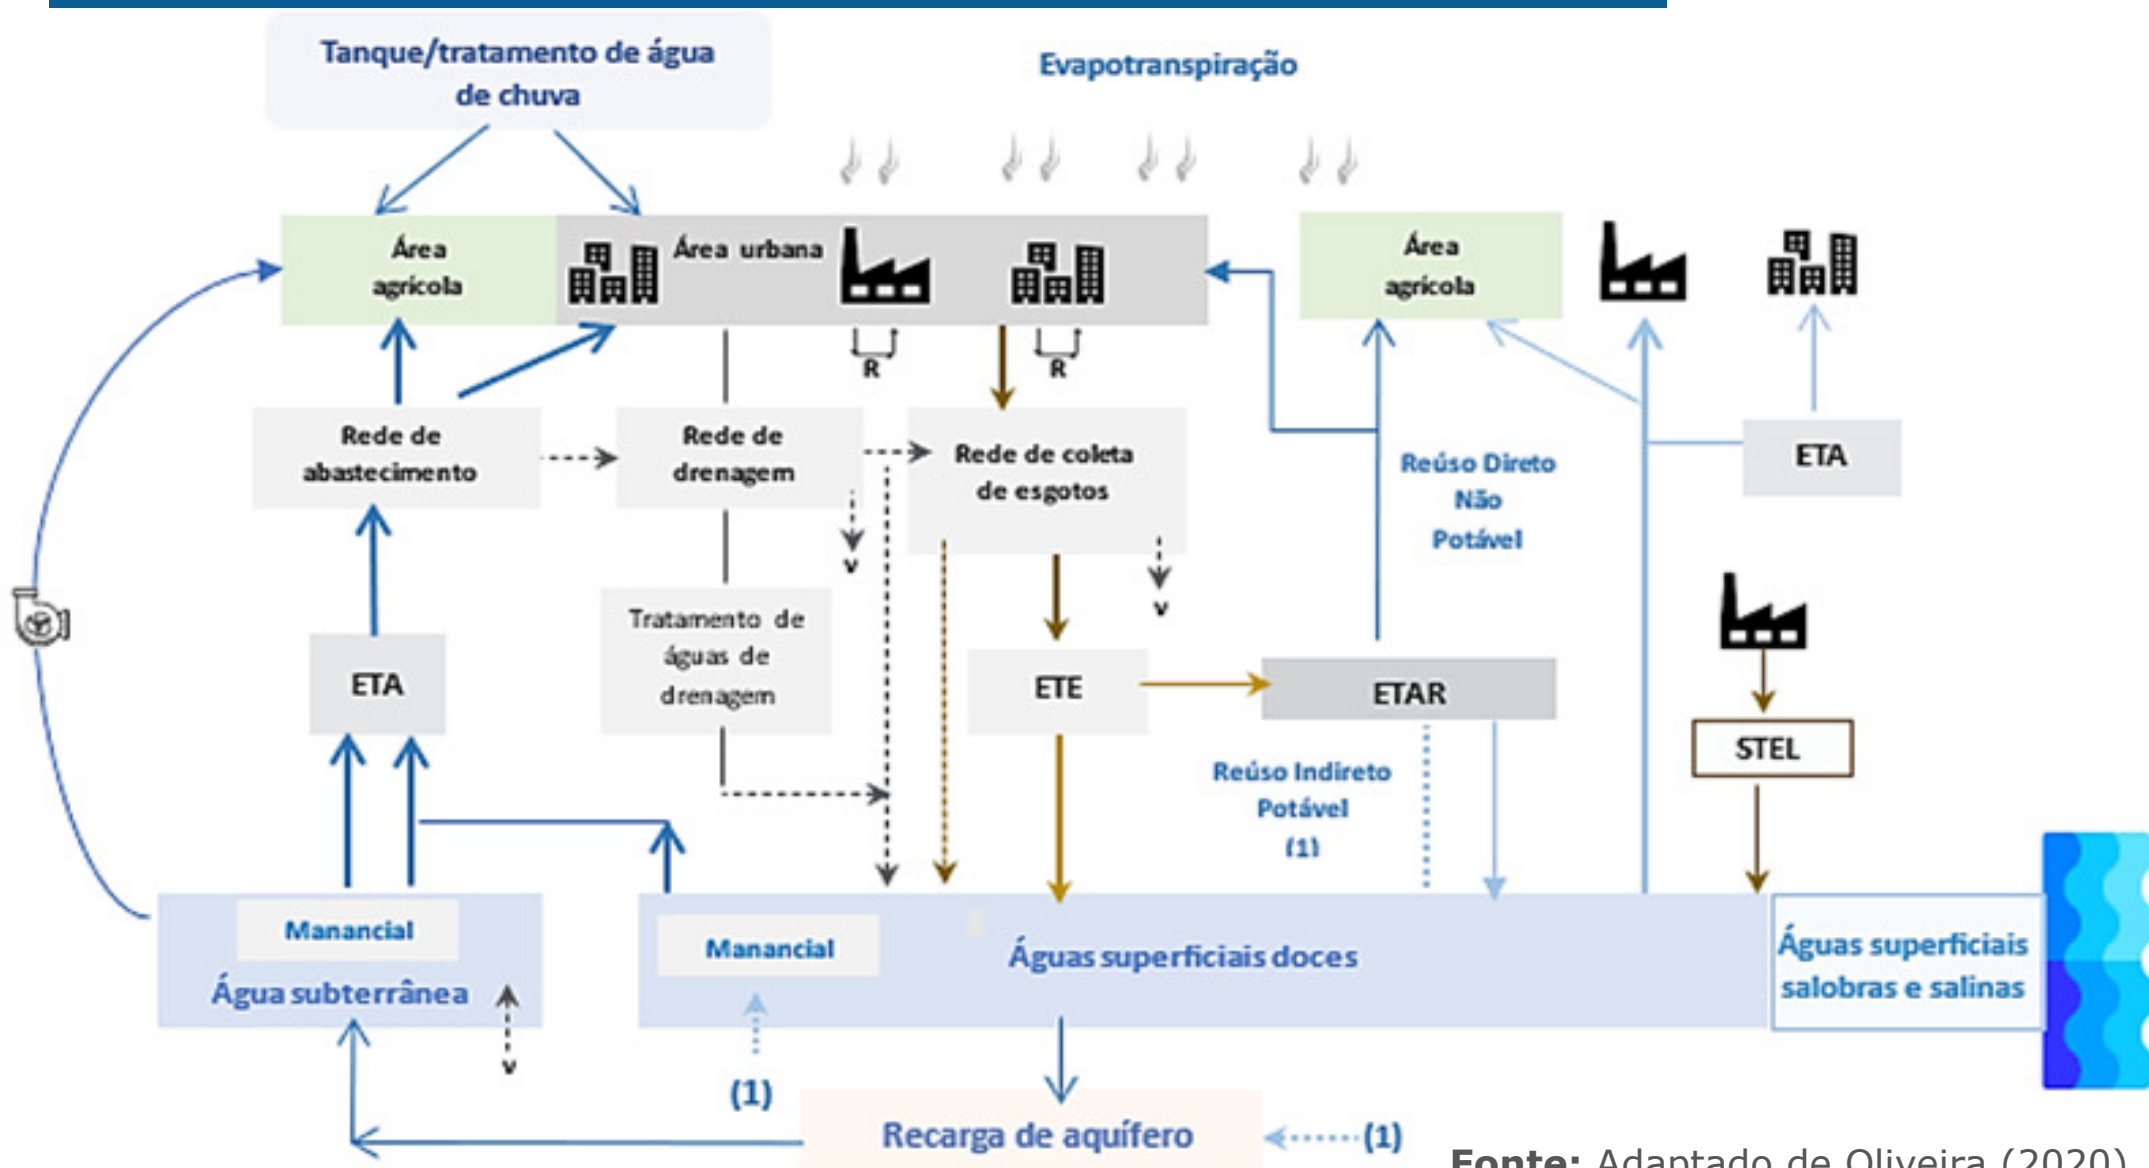 Tanque/tratamento de água
de chuva
Evapotranspiração
Área
agrícola
Área urbana
Área
agrícola
R
R
Rede de
abastecimento
Rede de
drenagem
Rede de coleta
de esgotos
Reúso Direto
Não
Potável
ETA
v
v
Tratamento de
águas de
drenagem
ETA
ETE
ETAR
STEL
Reúso Indireto
Potável
(1)
Manancial
Água subterrânea
v
Manancial
Águas superficiais doces
Águas superficiais
salobras e salinas
(1)
Recarga de aquífero
(1)
Fonte: Adaptado de Oliveira (2020)